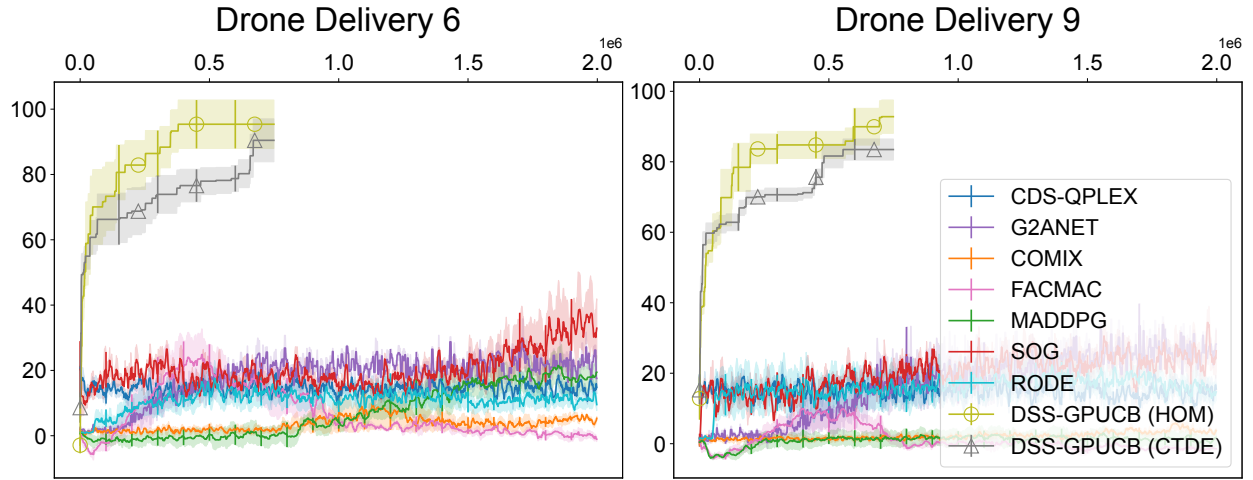 Drone Delivery 6
Drone Delivery 9
1e6
1e6
0.0 0.5 1.0 1.5 2.0
0.0 0.5 1.0 1.5 2.0
100
80
60
40
20
0
100
80
60
40
20
0
CDS-QPLEX
G2ANET
COMIX
FACMAC
MADDPG
SOG
RODE
DSS-GPUCB (HOM)
DSS-GPUCB (CTDE)